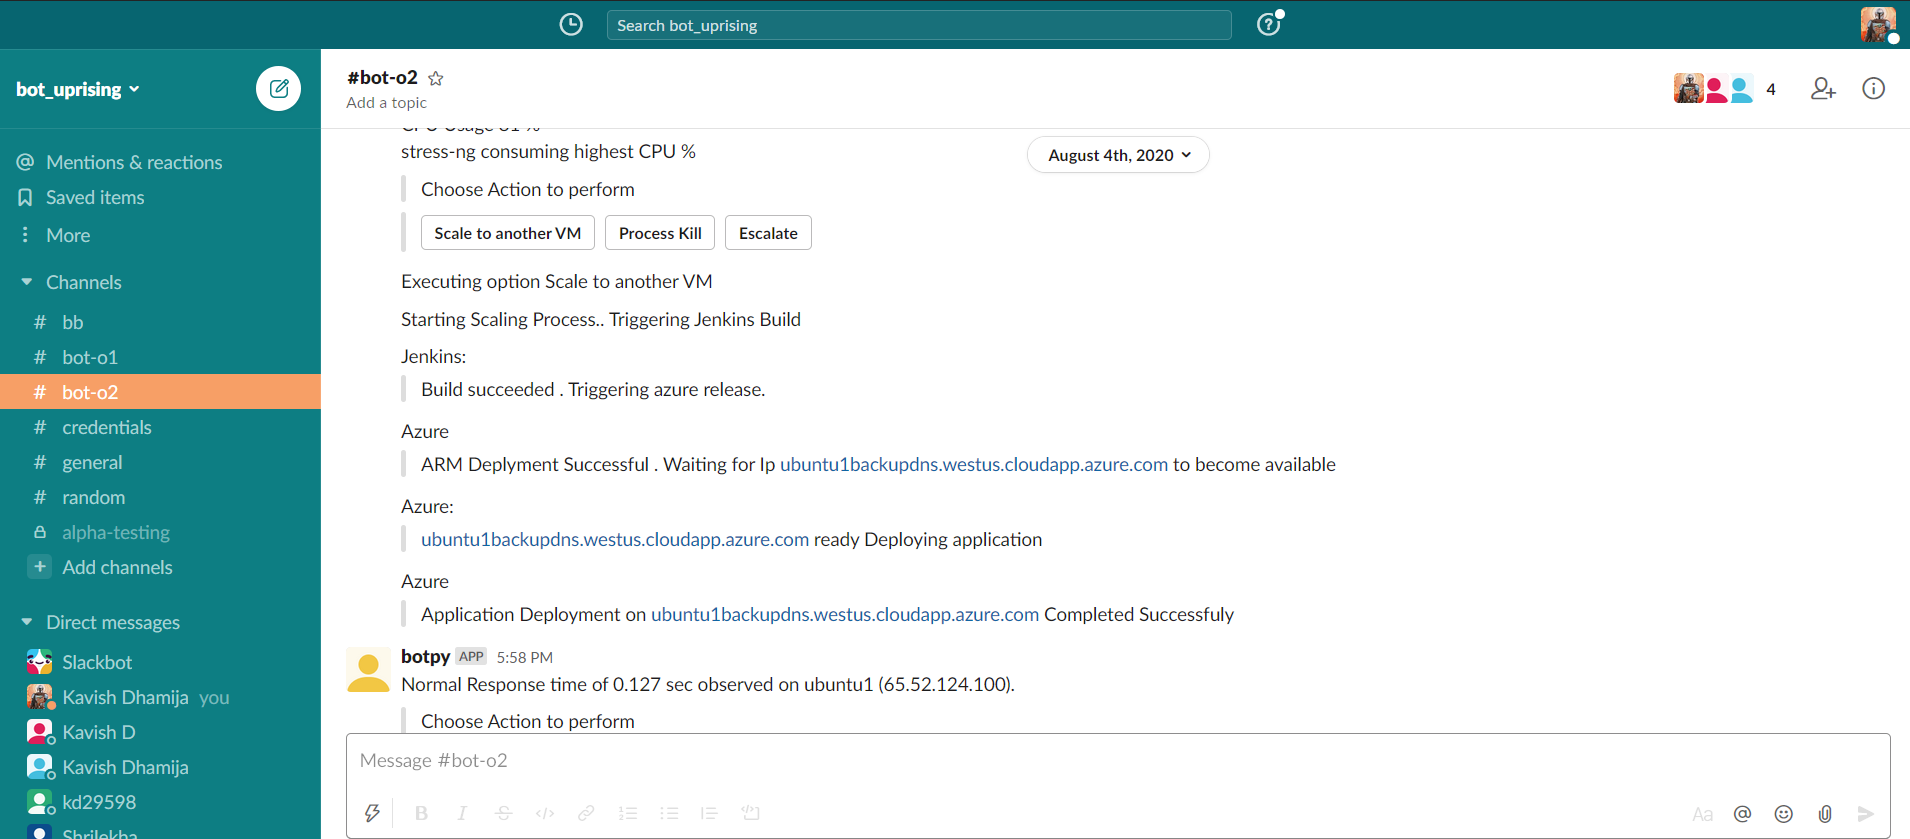 Search bot_uprising
bot_uprising
#bot-o2
Add a topic
4
Mentions & reactions
Saved items
More
Channels
# bb
# bot-o1
# bot-o2
# credentials
# general
# random
alpha-testing
+ Add channels
Direct messages
Slackbot
Kavish Dhamija you
Kavish D
Kavish Dhamija
kd29598
Shrilekha
August 4th, 2020
CPU Usage 81 %
stress-ng consuming highest CPU %
Choose Action to perform
Scale to another VM Process Kill Escalate
Executing option Scale to another VM
Starting Scaling Process.. Triggering Jenkins Build
Jenkins:
Build succeeded . Triggering azure release.
Azure
ARM Deplyment Successful . Waiting for Ip ubuntu1backupdns.westus.cloudapp.azure.com to become available
Azure:
ubuntu1backupdns.westus.cloudapp.azure.com ready Deploying application
Azure
Application Deployment on ubuntu1backupdns.westus.cloudapp.azure.com Completed Successfuly
botpy APP 5:58 PM
Normal Response time of 0.127 sec observed on ubuntu1 (65.52.124.100).
Choose Action to perform
Message #bot-o2
B I S </> Aa @